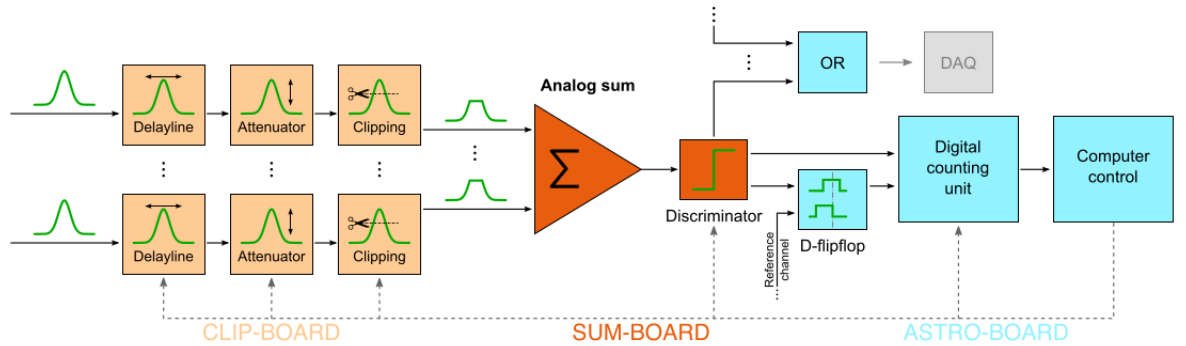 OR
DAQ
Analog sum
Delayline
Attenuator
Clipping
Σ
Digital
counting
unit
Computer
control
Discriminator
D-flipflop
Reference
channel
Delayline
Attenuator
Clipping
CLIP-BOARD
SUM-BOARD
ASTRO-BOARD